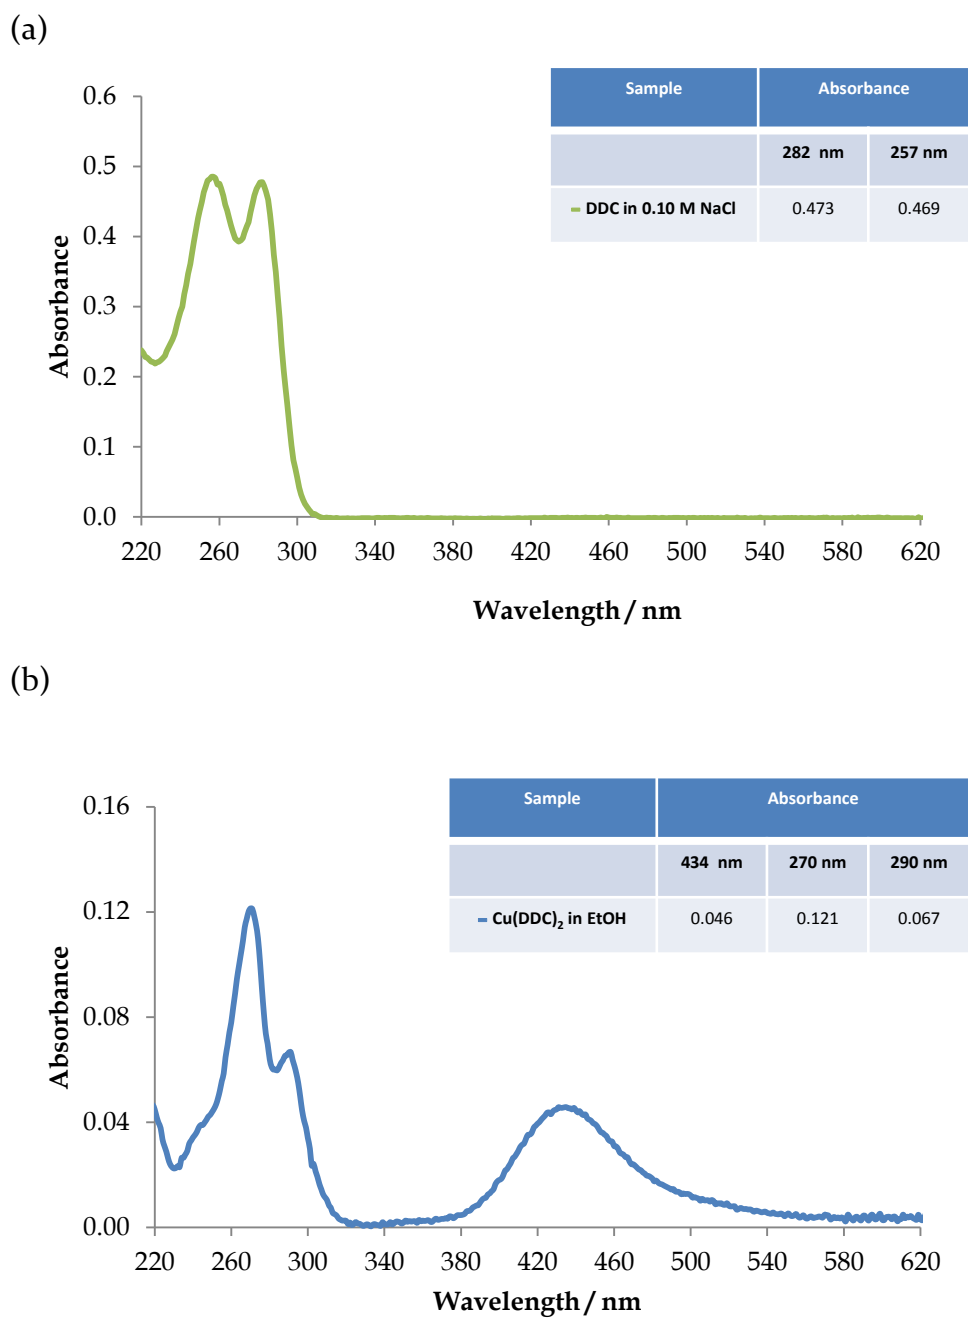 (a)
Sample Absorbance
282 nm 257 nm
DDC in 0.10 M NaCl 0.473 0.469
0.6
0.5
0.4
0.3
0.2
0.1
0.0
Absorbance
220 260 300 340 380 420 460 500 540 580 620
Wavelength / nm
(b)
Sample Absorbance
434 nm 270 nm 290 nm
Cu(DDC)₂ in EtOH 0.046 0.121 0.067
0.16
0.12
0.08
0.04
0.00
Absorbance
220 260 300 340 380 420 460 500 540 580 620
Wavelength / nm